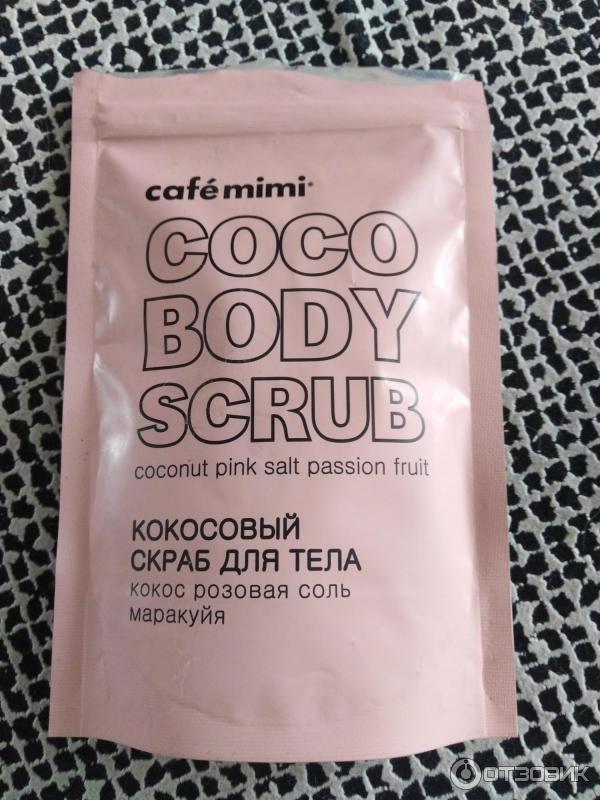 café mimi®
COCO
BODY
SCRUB
coconut pink salt passion fruit
КОКОСОВЫЙ
СКРАБ ДЛЯ ТЕЛА
кокос розовая соль
маракуйя
ОТЗОВИК